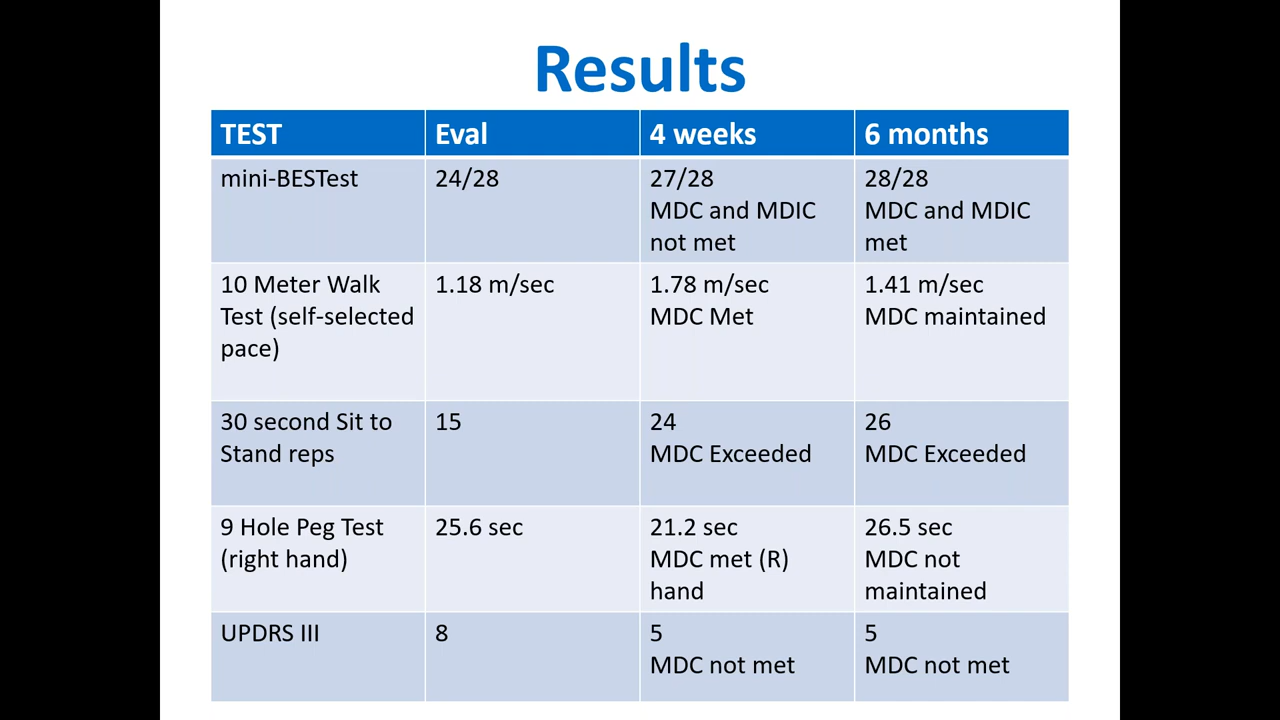 Results
TEST Eval 4 weeks 6 months
mini-BESTest 24/28 27/28 28/28
MDC and MDIC MDC and MDIC
not met met
10 Meter Walk 1.18 m/sec 1.78 m/sec 1.41 m/sec
Test (self-selected MDC Met MDC maintained
pace)
30 second Sit to 15 24 26
Stand reps MDC Exceeded MDC Exceeded
9 Hole Peg Test 25.6 sec 21.2 sec 26.5 sec
(right hand) MDC met (R) MDC not
hand maintained
UPDRS III 8 5 5
MDC not met MDC not met